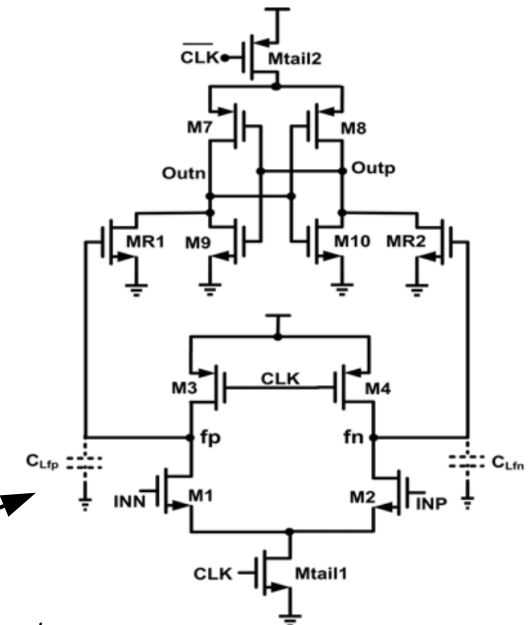 CLK
Mtail2
M7
M8
Outn
Outp
MR1
M9
M10
MR2
M3
CLK
M4
fp
fn
CLfp
CLfn
INN
M1
M2
INP
CLK
Mtail1